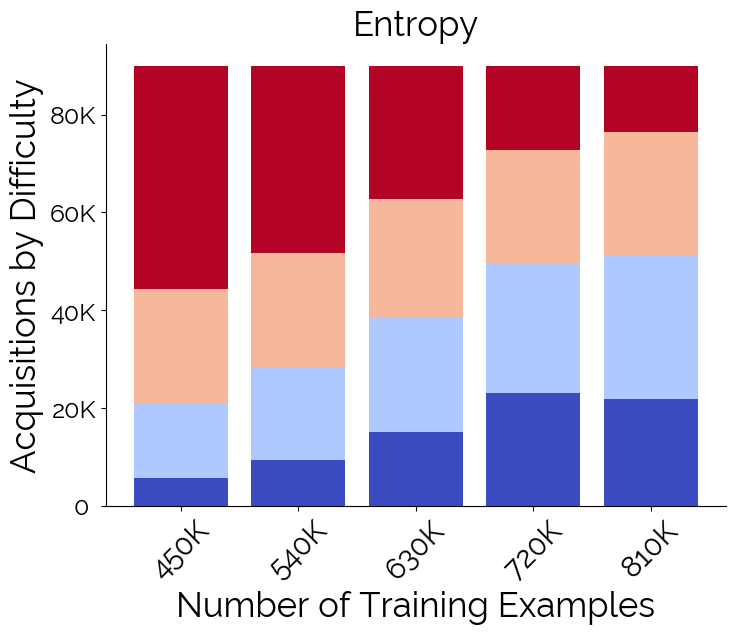 Entropy
Acquisitions by Difficulty
80K
60K
40K
20K
0
450K
540K
630K
720K
810K
Number of Training Examples